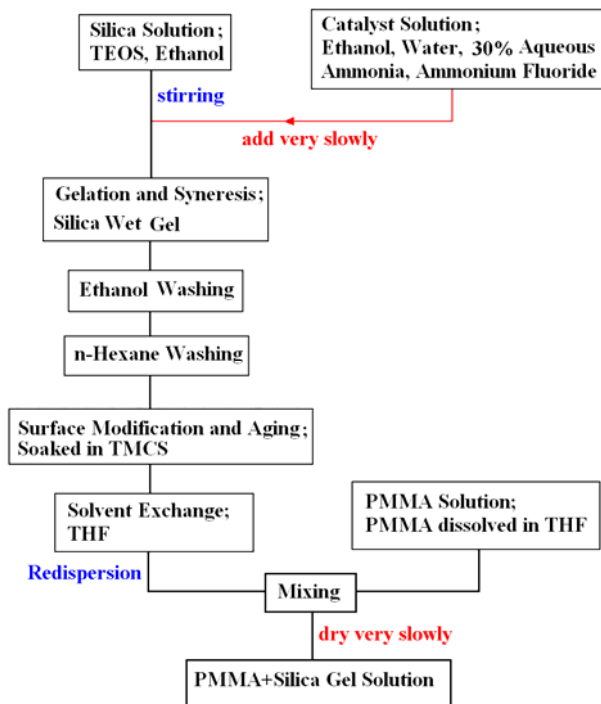 Silica Solution;
TEOS, Ethanol
Catalyst Solution;
Ethanol, Water, 30% Aqueous
Ammonia, Ammonium Fluoride
stirring
add very slowly
Gelation and Syneresis;
Silica Wet Gel
Ethanol Washing
n-Hexane Washing
Surface Modification and Aging;
Soaked in TMCS
Solvent Exchange;
THF
PMMA Solution;
PMMA dissolved in THF
Redispersion
Mixing
dry very slowly
PMMA+Silica Gel Solution